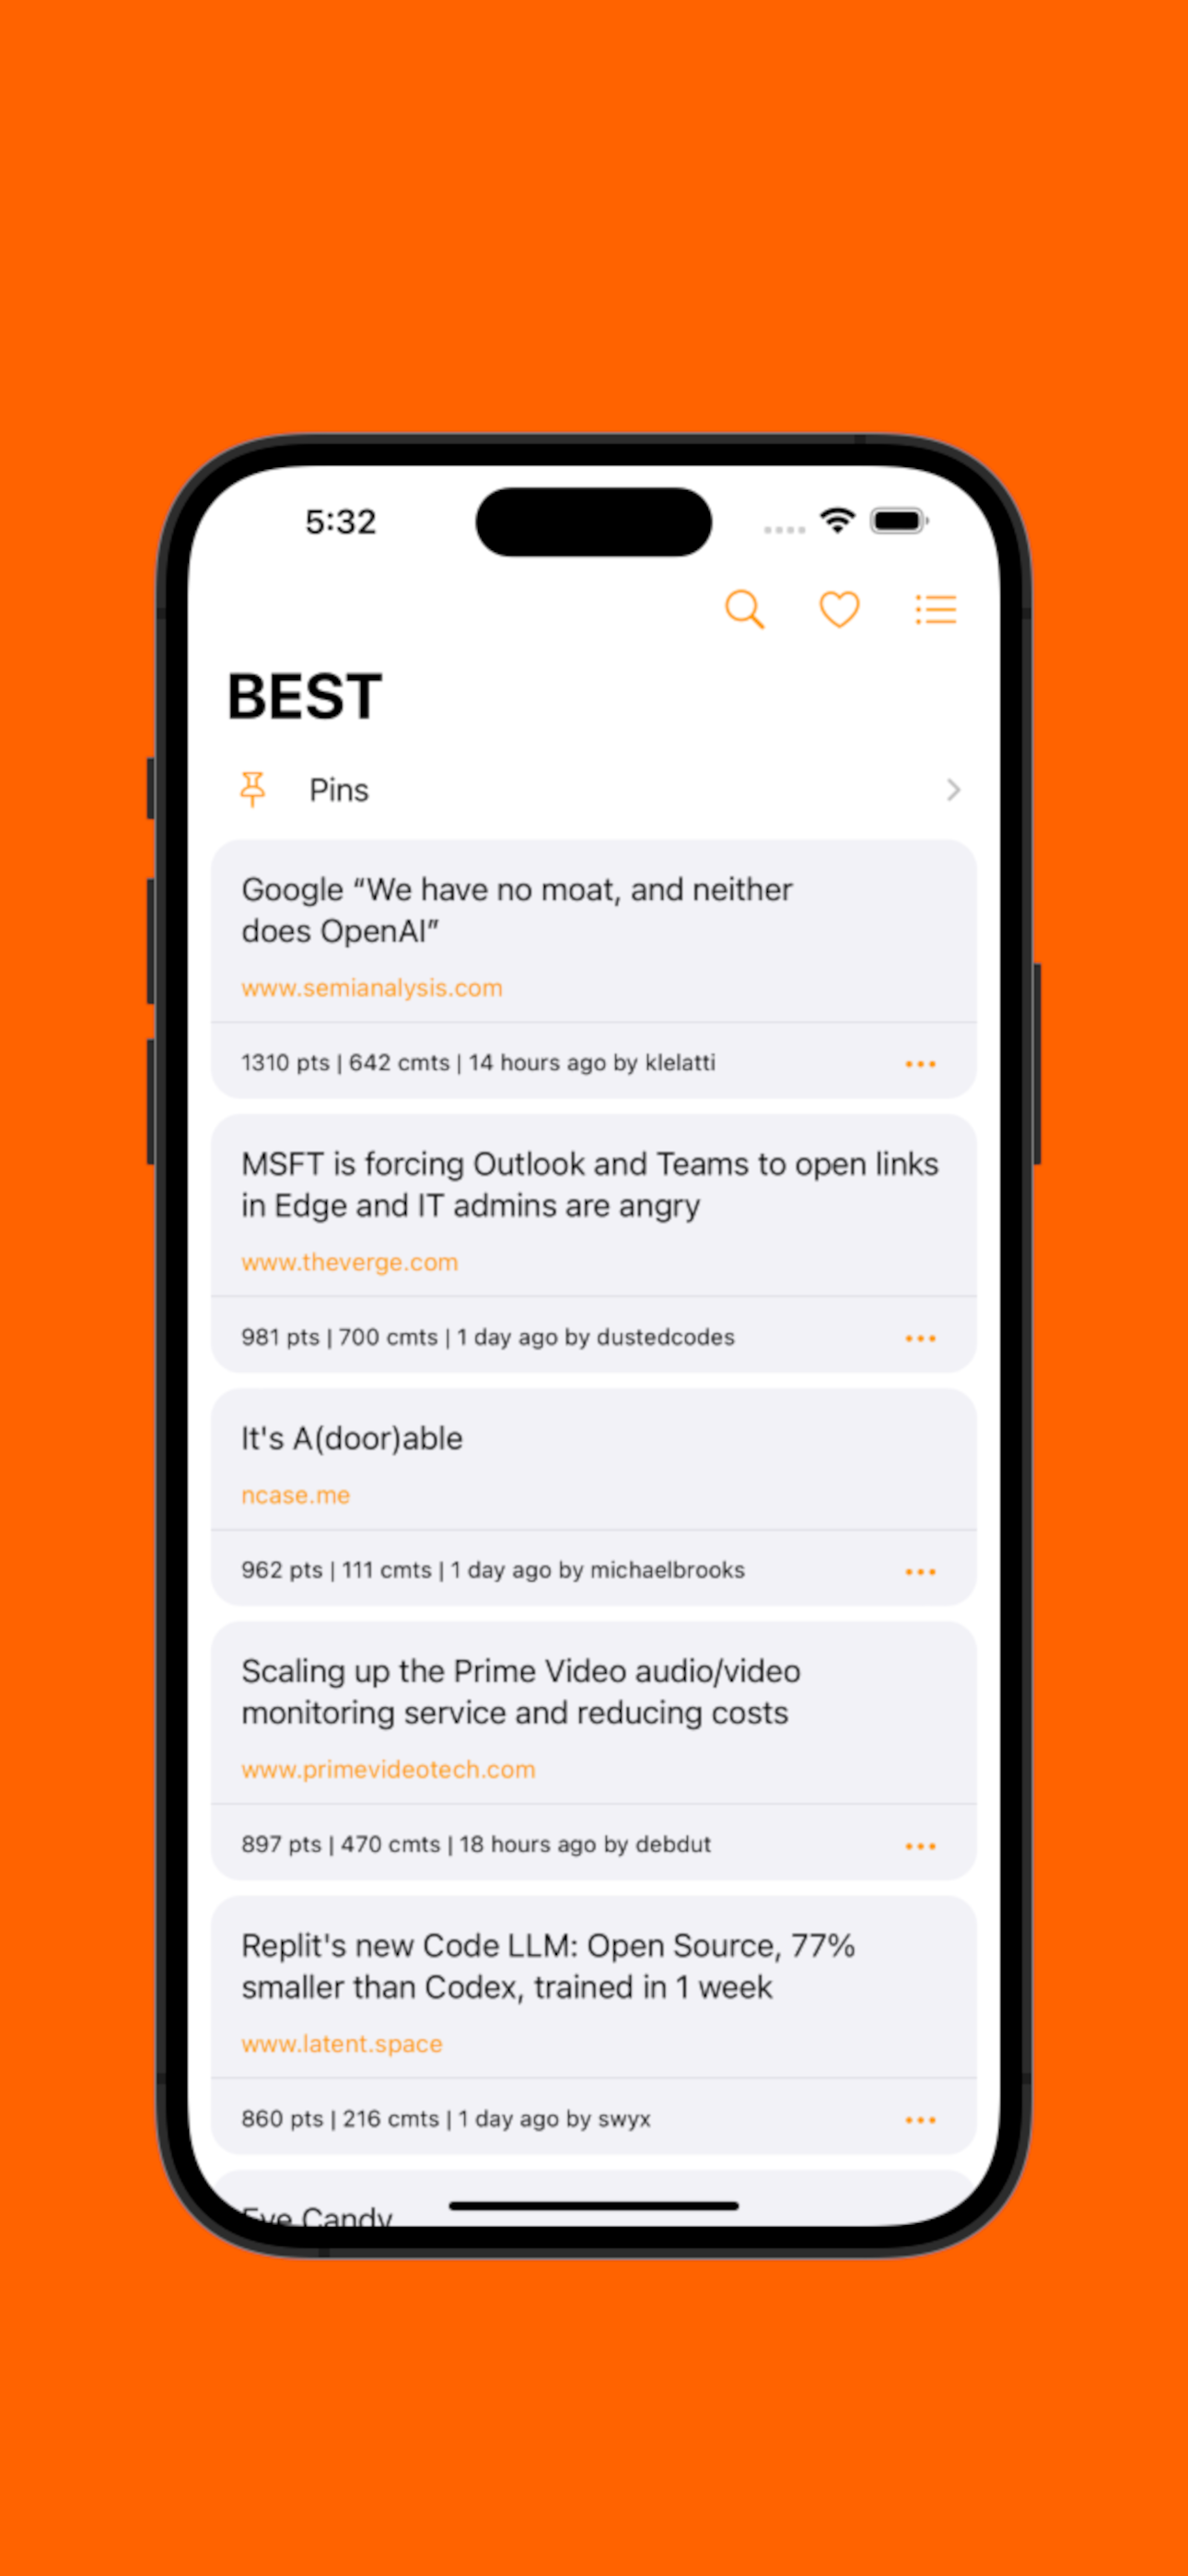 5:32
BEST
Pins
Google “We have no moat, and neither
does OpenAI”
www.semianalysis.com
1310 pts | 642 cmts | 14 hours ago by klelatti
MSFT is forcing Outlook and Teams to open links
in Edge and IT admins are angry
www.theverge.com
981 pts | 700 cmts | 1 day ago by dustedcodes
It's A(door)able
ncase.me
962 pts | 111 cmts | 1 day ago by michaelbrooks
Scaling up the Prime Video audio/video
monitoring service and reducing costs
www.primevideotech.com
897 pts | 470 cmts | 18 hours ago by debdut
Replit's new Code LLM: Open Source, 77%
smaller than Codex, trained in 1 week
www.latent.space
860 pts | 216 cmts | 1 day ago by swyx
Eye Candy